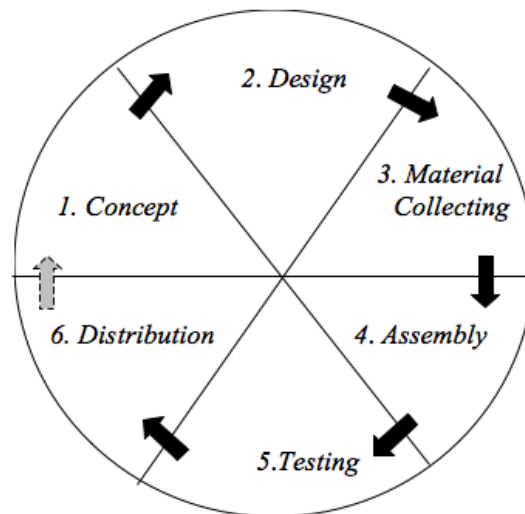 1. Concept
2. Design
3. Material
Collecting
4. Assembly
5.Testing
6. Distribution